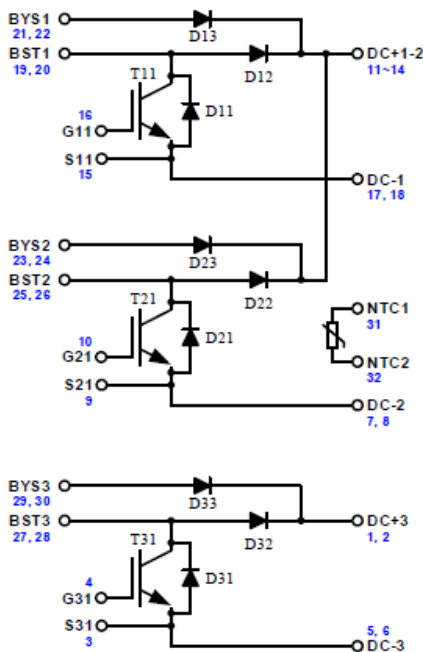 BYS1
21, 22
D13
BST1
DC+1-2
19, 20
D12
11~14
T11
16
D11
G11
S11
15
DC-1
17, 18
BYS2
23, 24
D23
BST2
25, 26
D22
T21
NTC1
31
10
D21
G21
NTC2
32
S21
9
DC-2
7, 8
BYS3
29, 30
D33
BST3
DC+3
27, 28
D32
1, 2
T31
4
D31
G31
S31
3
5, 6
DC-3